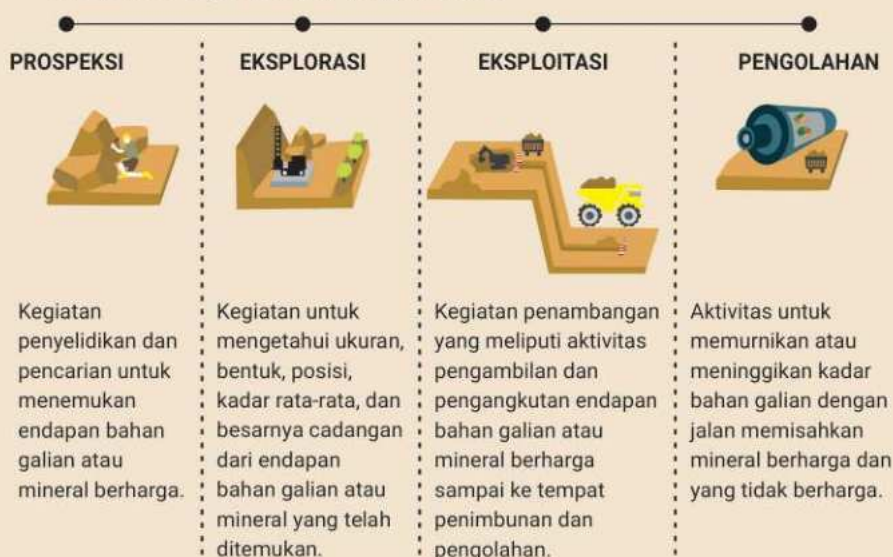 PROSPEKSI
Kegiatan
penyelidikan dan
pencarian untuk
menemukan
endapan bahan
galian atau
mineral berharga.
EKSPLORASI
Kegiatan untuk
mengetahui ukuran,
bentuk, posisi,
kadar rata-rata, dan
besarnya cadangan
dari endapan
bahan galian atau
mineral yang telah
ditemukan.
EKSPLOITASI
Kegiatan penambangan
yang meliputi aktivitas
pengambilan dan
pengangkutan endapan
bahan galian atau
mineral berharga
sampai ke tempat
penimbunan dan
pengolahan.
PENGOLAHAN
Aktivitas untuk
memurnikan atau
meninggikan kadar
bahan galian dengan
jalan memisahkan
mineral berharga dan
yang tidak berharga.